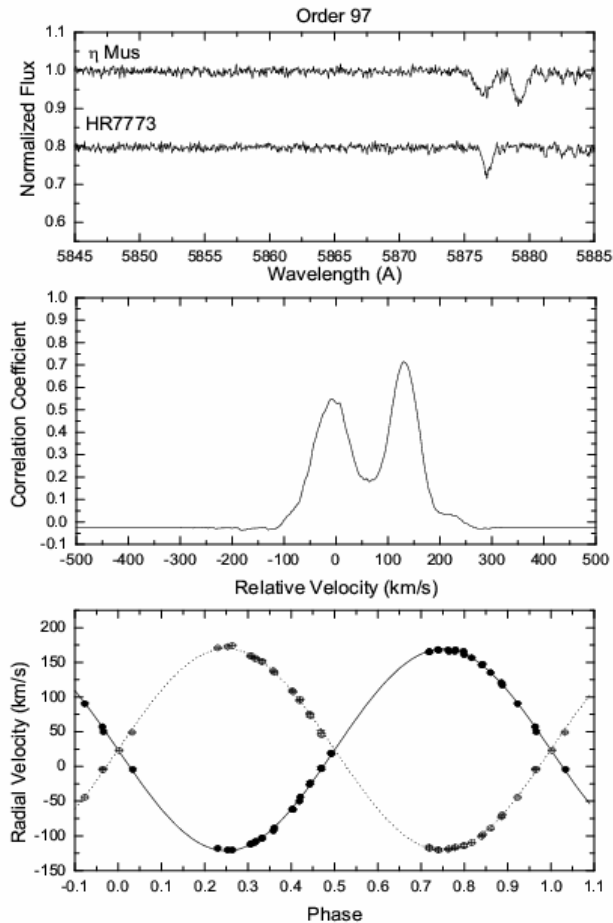 Order 97
1.1
1.0
0.9
0.8
0.7
0.6
Normalized Flux
η Mus
HR7773
5845 5850 5855 5860 5865 5870 5875 5880 5885
Wavelength (A)
1.0
0.9
0.8
0.7
0.6
0.5
0.4
0.3
0.2
0.1
0.0
-0.1
Correlation Coefficient
-500 -400 -300 -200 -100 0 100 200 300 400 500
Relative Velocity (km/s)
200
150
100
50
0
-50
-100
-150
Radial Velocity (km/s)
-0.1 0.0 0.1 0.2 0.3 0.4 0.5 0.6 0.7 0.8 0.9 1.0 1.1
Phase